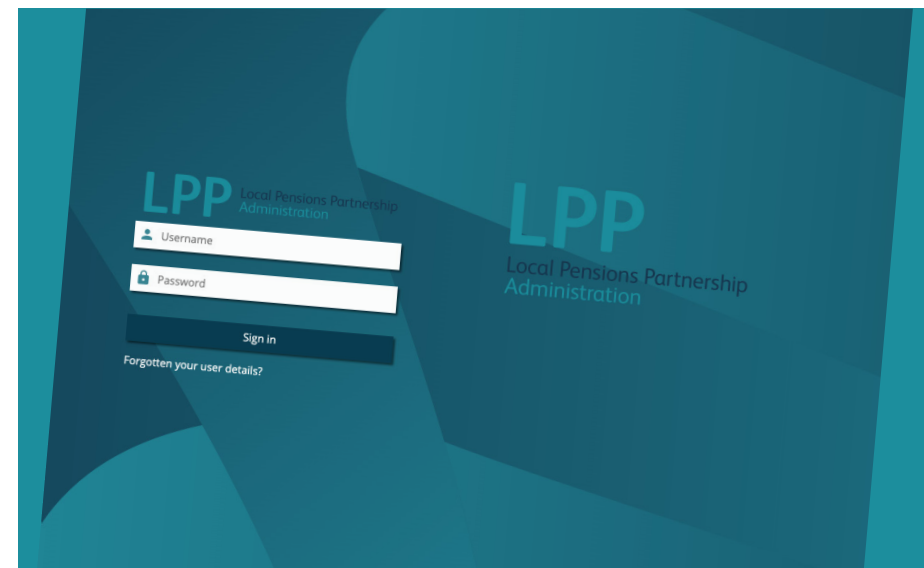 LPP
Local Pensions Partnership
Administration
Username
Password
Sign in
Forgotten your user details?
LPP
Local Pensions Partnership
Administration